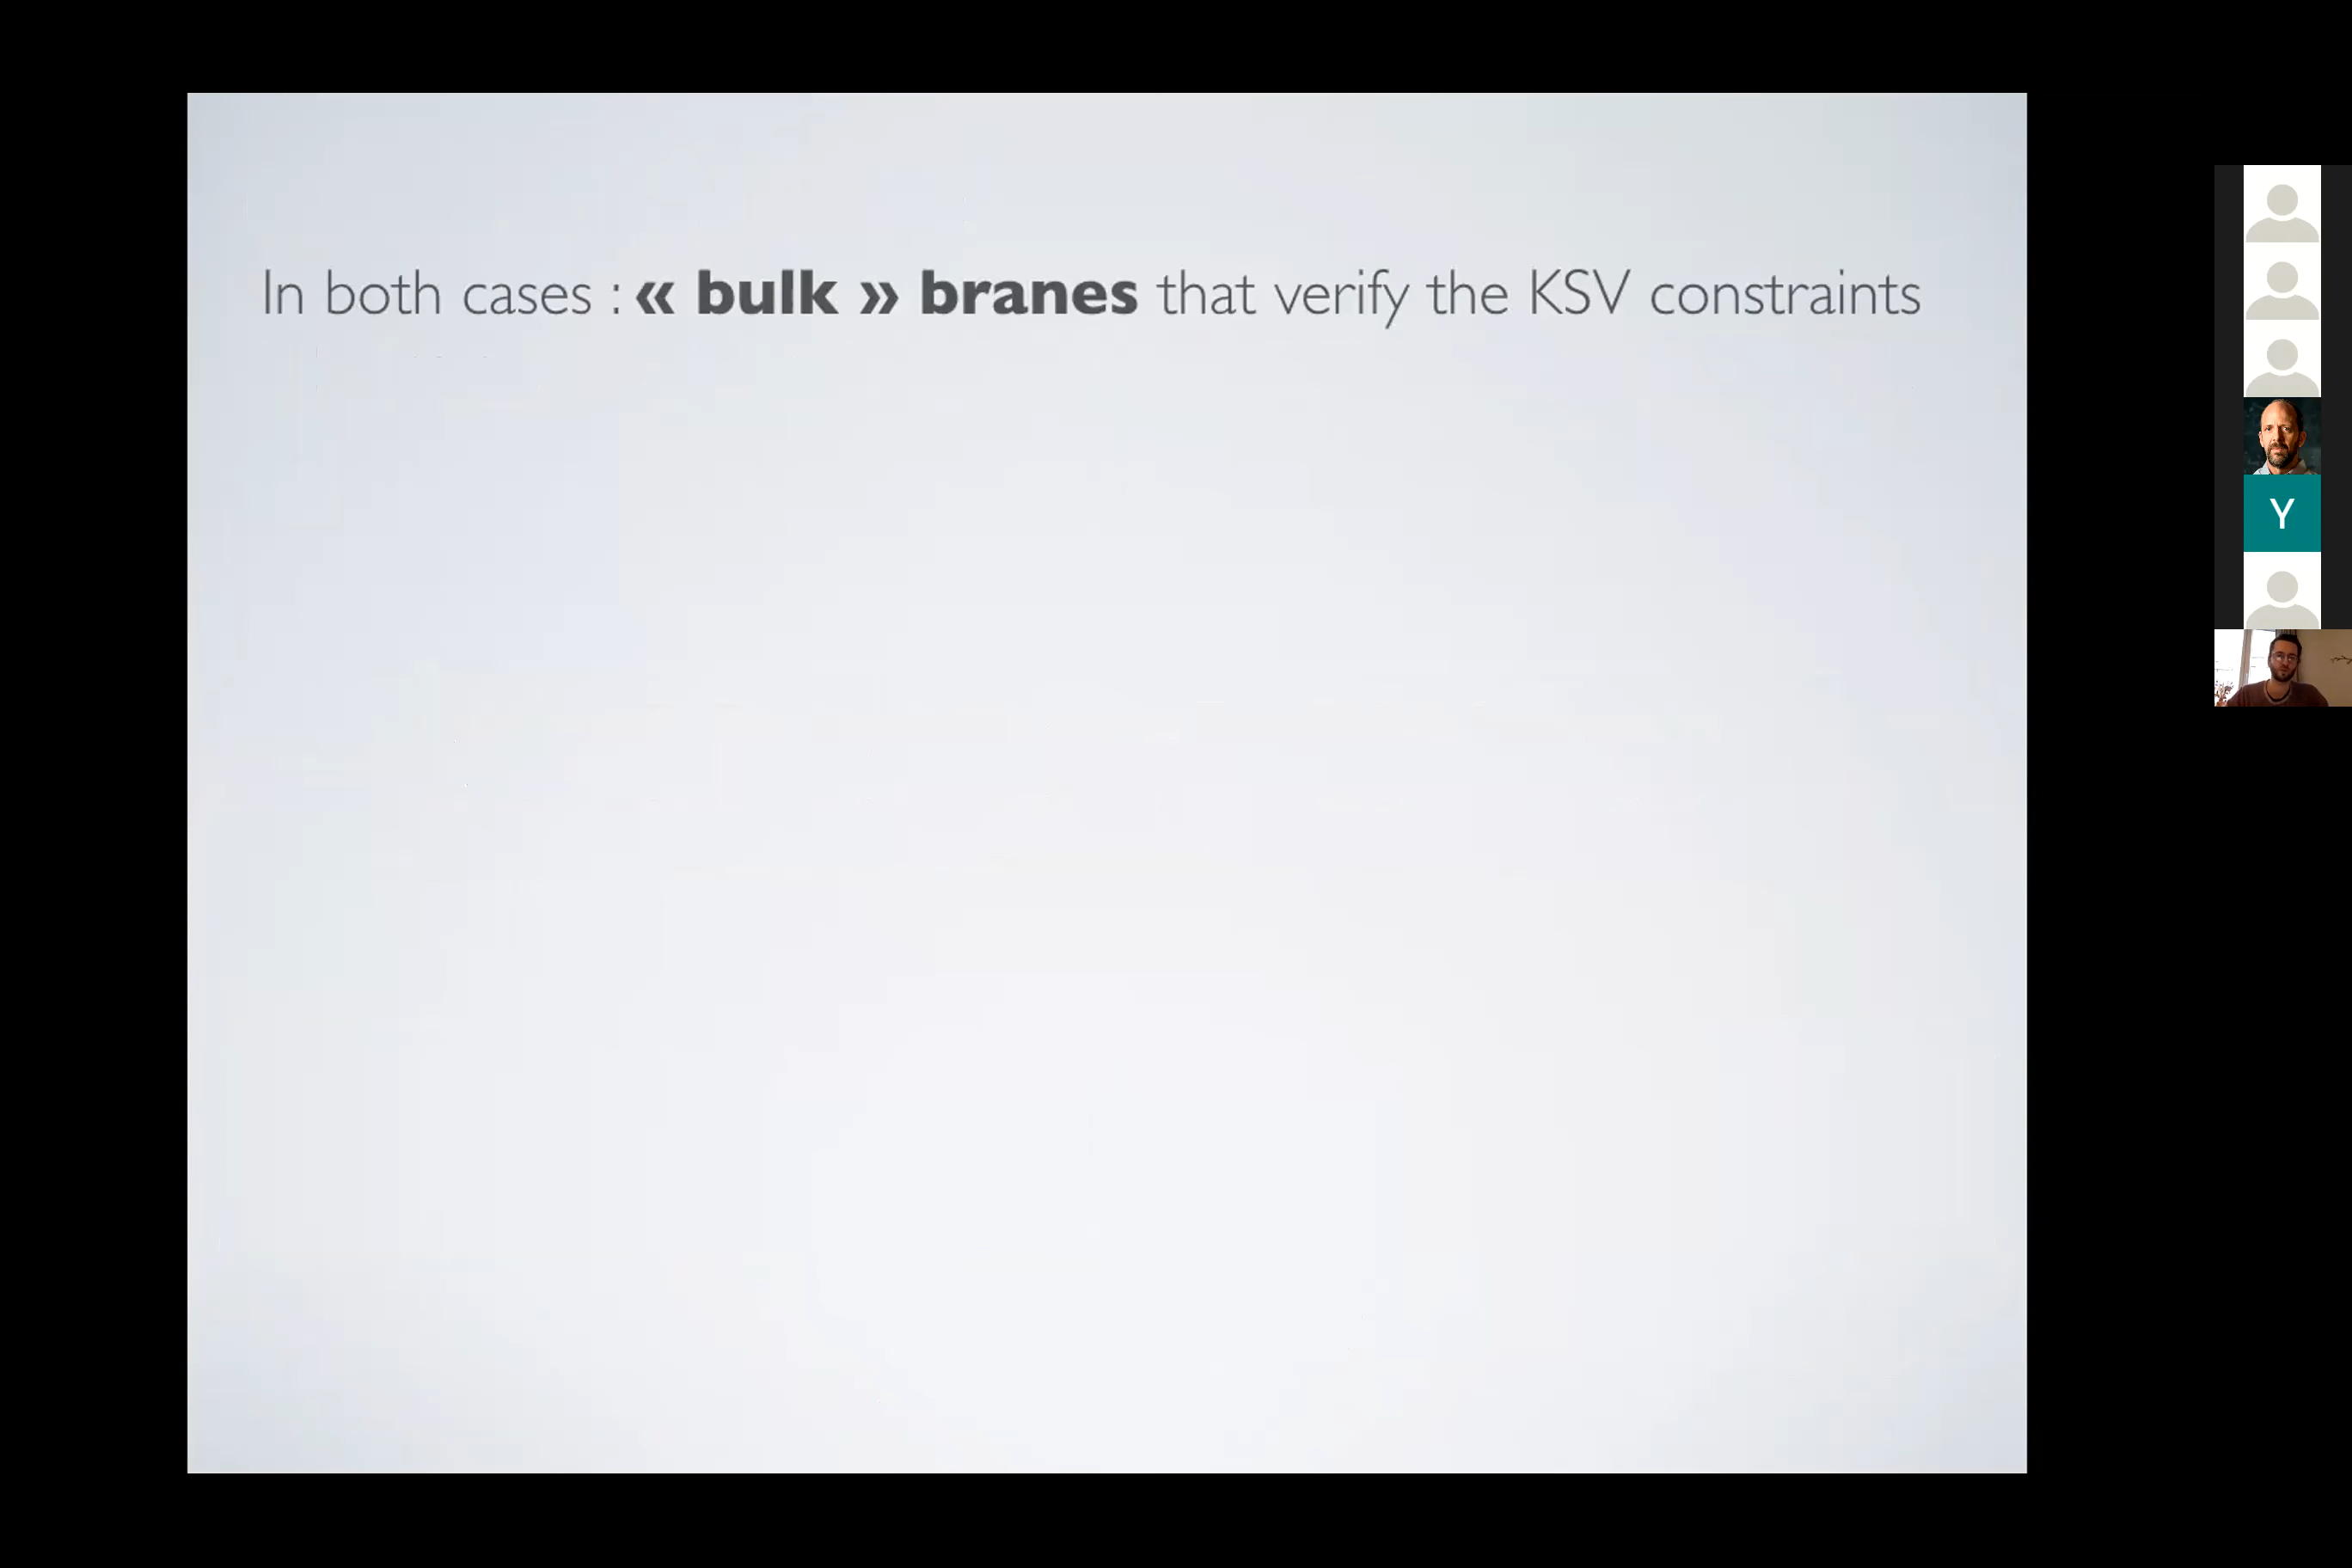 In both cases : « bulk » branes that verify the KSV constraints
Y